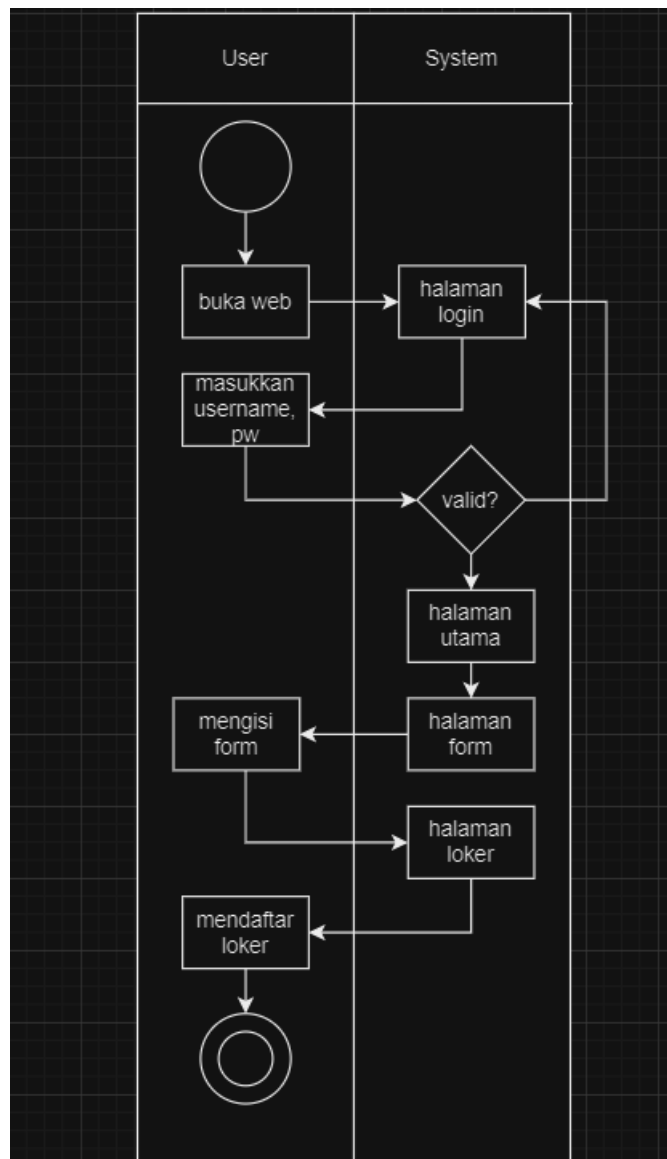 User
System
buka web
halaman
login
masukkan
username,
pw
valid?
halaman
utama
mengisi
form
halaman
form
halaman
loker
mendaftar
loker